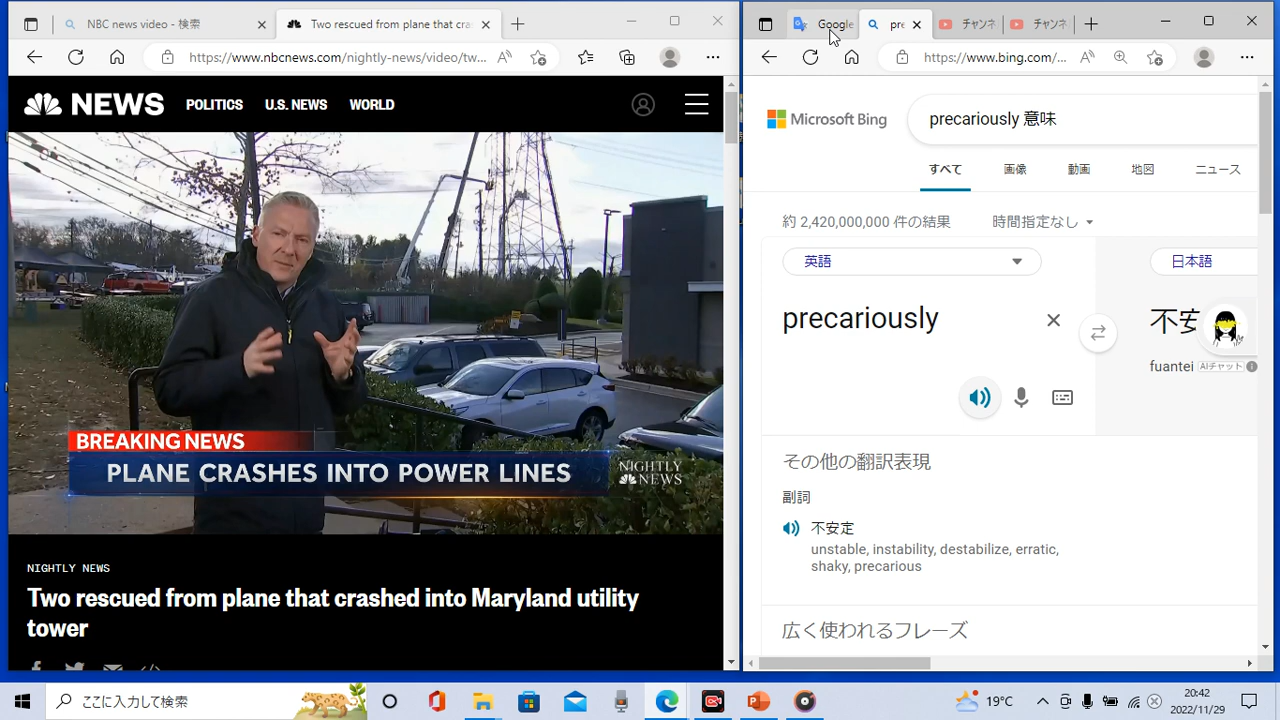 NBC news video - 検索
Two rescued from plane that cra
https://www.nbcnews.com/nightly-news/video/tw...
NEWS
POLITICS
U.S. NEWS
WORLD
BREAKING NEWS
PLANE CRASHES INTO POWER LINES
NIGHTLY
NEWS
NIGHTLY NEWS
Two rescued from plane that crashed into Maryland utility
tower
Google
pre
チャンネ
チャンネ
https://www.bing.com/...
Microsoft Bing
precariously 意味
すべて
画像
動画
地図
ニュース
約 2,420,000,000 件の結果
時間指定なし
英語
日本語
precariously
不安
fuantei
AIチャット
その他の翻訳表現
副詞
不安定
unstable, instability, destabilize, erratic,
shaky, precarious
広く使われるフレーズ
ここに入力して検索
19°C
20:42
2022/11/29